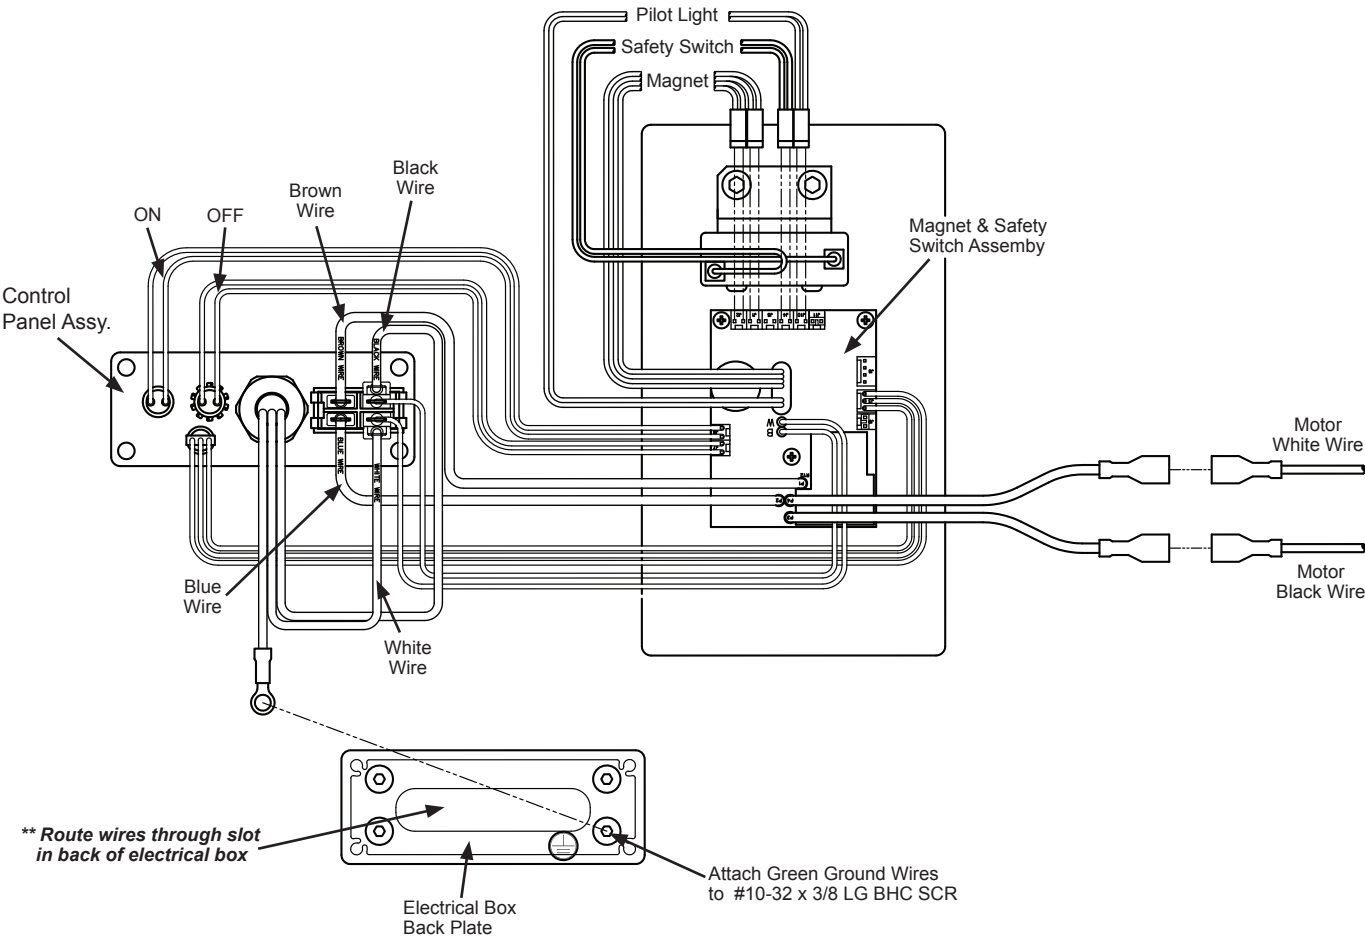 Pilot Light
Safety Switch
Magnet
Black
Wire
Brown
Wire
ON
OFF
Magnet & Safety
Switch Assemby
Control
Panel Assy.
BROWN WIRE
BLACK WIRE
BLUE WIRE
WHITE WIRE
W
B
P1
P2
P3
Motor
White Wire
Motor
Black Wire
Blue
Wire
White
Wire
** Route wires through slot
in back of electrical box
Attach Green Ground Wires
to #10-32 x 3/8 LG BHC SCR
Electrical Box
Back Plate